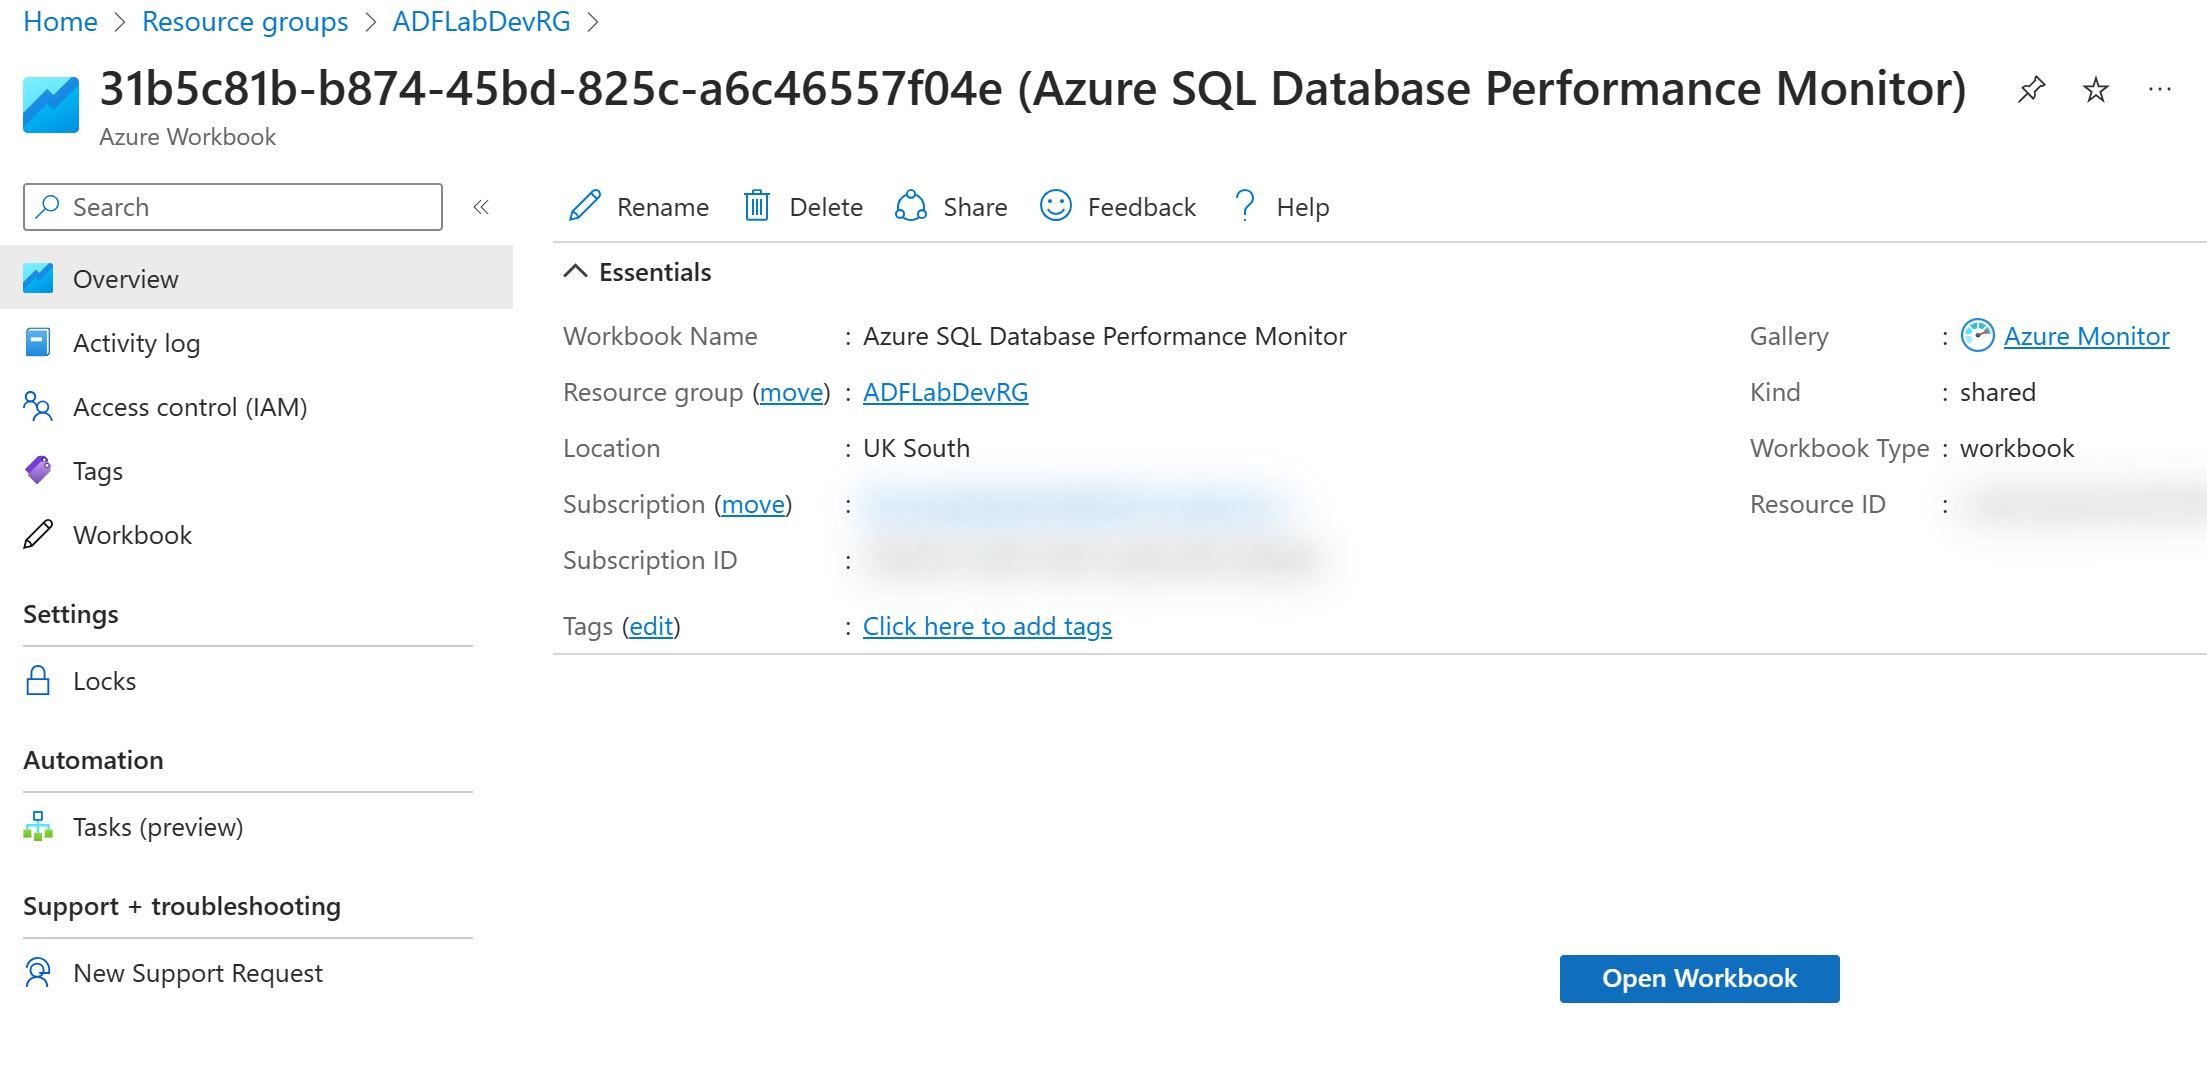 Home > Resource groups > ADFLabDevRG >
31b5c81b-b874-45bd-825c-a6c46557f04e (Azure SQL Database Performance Monitor)
Azure Workbook
Search
Overview
Activity log
Access control (IAM)
Tags
Workbook
Settings
Locks
Automation
Tasks (preview)
Support + troubleshooting
New Support Request
Rename Delete Share Feedback Help
Essentials
Workbook Name : Azure SQL Database Performance Monitor
Resource group (move) : ADFLabDevRG
Location : UK South
Subscription (move) :
Subscription ID :
Tags (edit) : Click here to add tags
Gallery : Azure Monitor
Kind : shared
Workbook Type : workbook
Resource ID :
Open Workbook